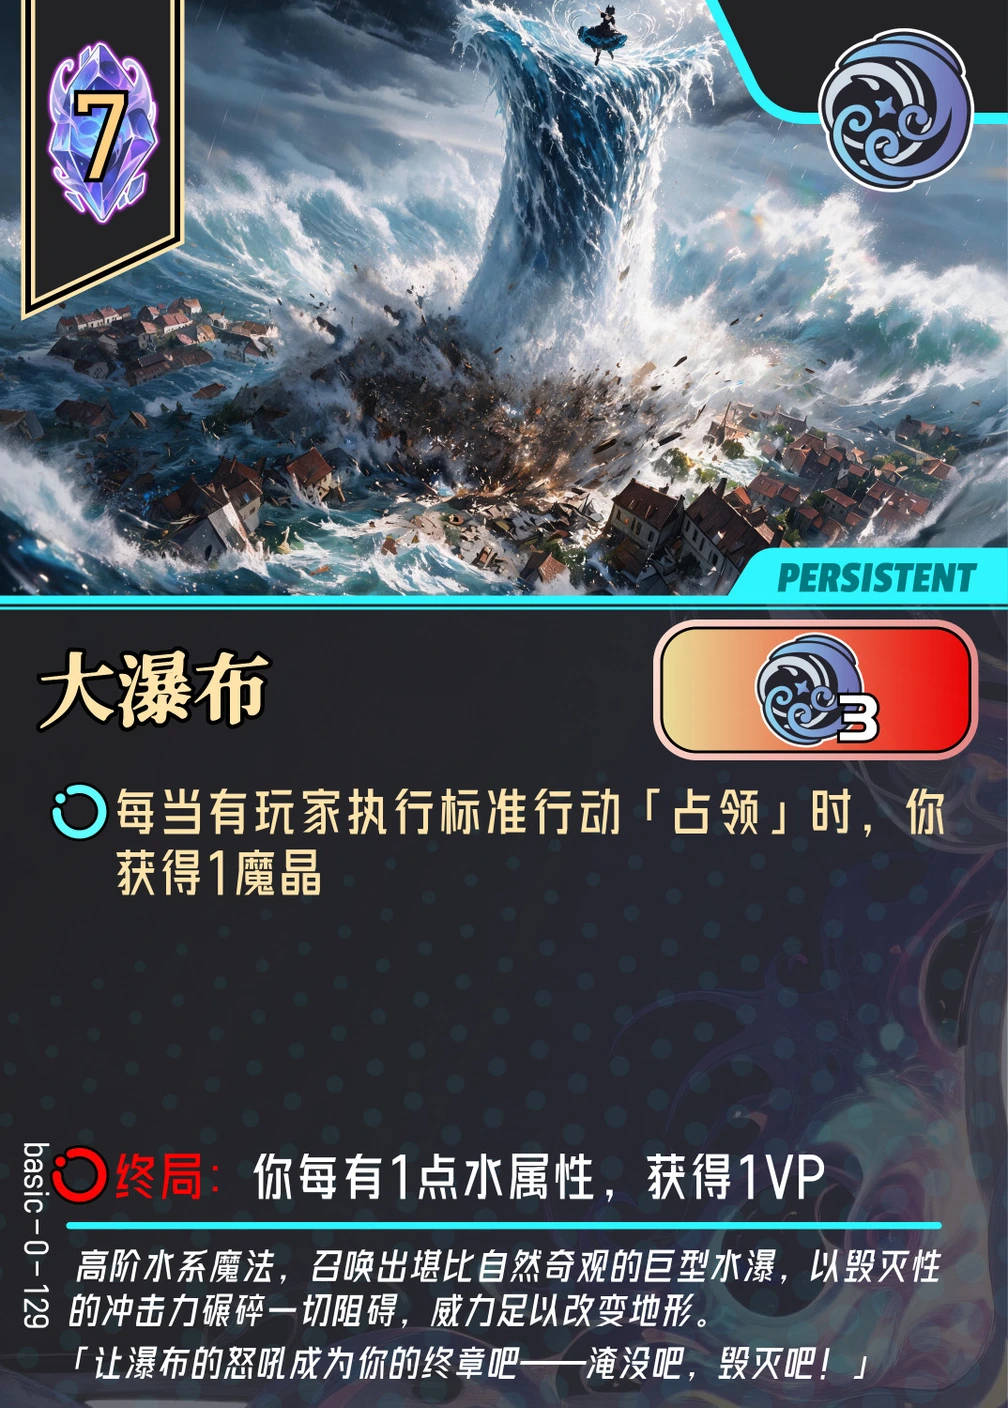 7
PERSISTENT
大瀑布
3
每当有玩家执行标准行动「占领」时，你
获得1魔晶
终局：你每有1点水属性，获得1VP
basic-0-129
高阶水系魔法，召唤出堪比自然奇观的巨型水瀑，以毁灭性
的冲击力碾碎一切阻碍，威力足以改变地形。
「让瀑布的怒吼成为你的终章吧——淹没吧，毁灭吧！」